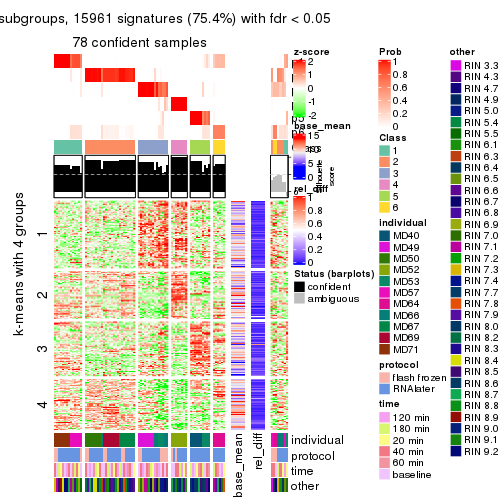 subgroups, 15961 signatures (75.4%) with fdr < 0.05
78 confident samples
k-means with 4 groups
1
2
3
4
base_mean
rel_diff
individual
protocol
time
other
z-score
2
1
0
-1
-2
base_mean
15
10
5
0
score
rel_diff
1
0.8
0.6
0.4
0.2
0
Status (barplots)
confident
ambiguous
Prob
1
0.8
0.6
0.4
0.2
0
Class
1
2
3
4
5
6
individual
MD40
MD49
MD50
MD52
MD53
MD57
MD64
MD66
MD67
MD69
MD71
protocol
flash frozen
RNAlater
time
120 min
180 min
20 min
40 min
60 min
baseline
other
RIN 3.3
RIN 4.3
RIN 4.7
RIN 4.9
RIN 5.0
RIN 5.4
RIN 5.5
RIN 6.1
RIN 6.3
RIN 6.4
RIN 6.5
RIN 6.6
RIN 6.7
RIN 6.8
RIN 6.9
RIN 7.0
RIN 7.1
RIN 7.2
RIN 7.3
RIN 7.4
RIN 7.7
RIN 7.8
RIN 7.9
RIN 8.0
RIN 8.2
RIN 8.3
RIN 8.4
RIN 8.5
RIN 8.6
RIN 8.7
RIN 8.8
RIN 8.9
RIN 9.0
RIN 9.1
RIN 9.2